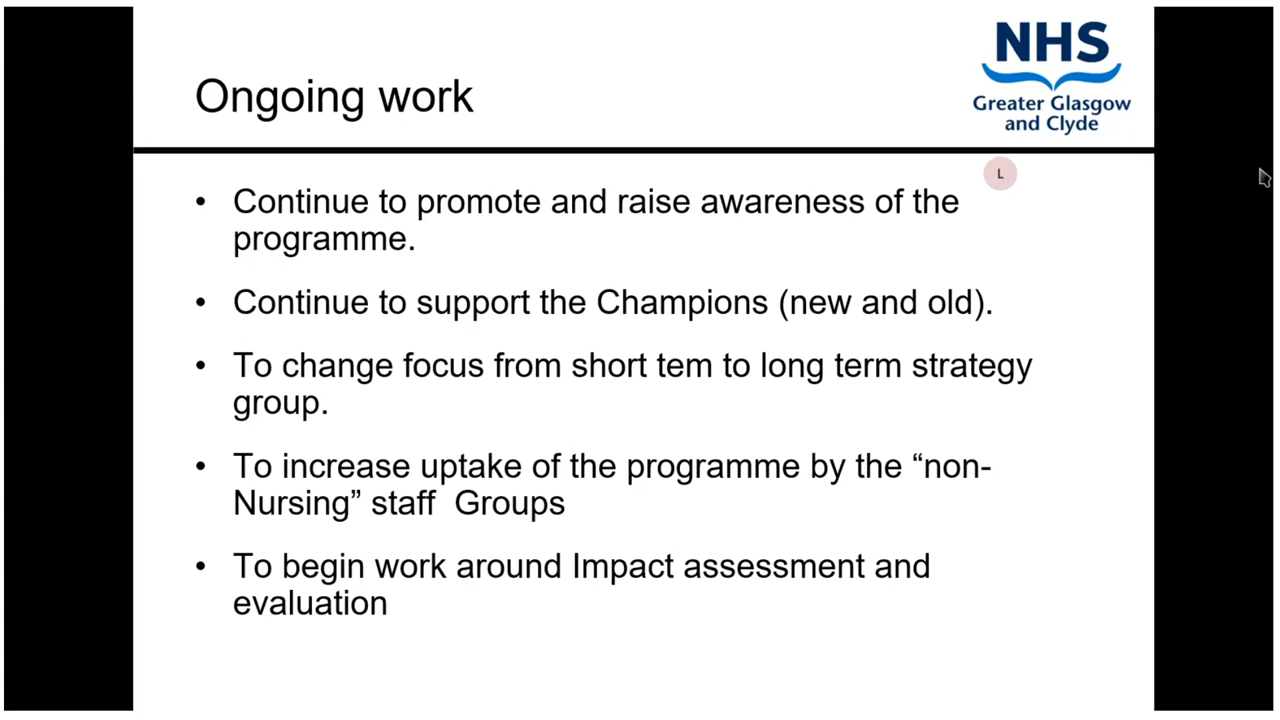 Ongoing work
NHS
Greater Glasgow
and Clyde
L
• Continue to promote and raise awareness of the
programme.
• Continue to support the Champions (new and old).
• To change focus from short tem to long term strategy
group.
• To increase uptake of the programme by the “non-
Nursing” staff  Groups
• To begin work around Impact assessment and
evaluation